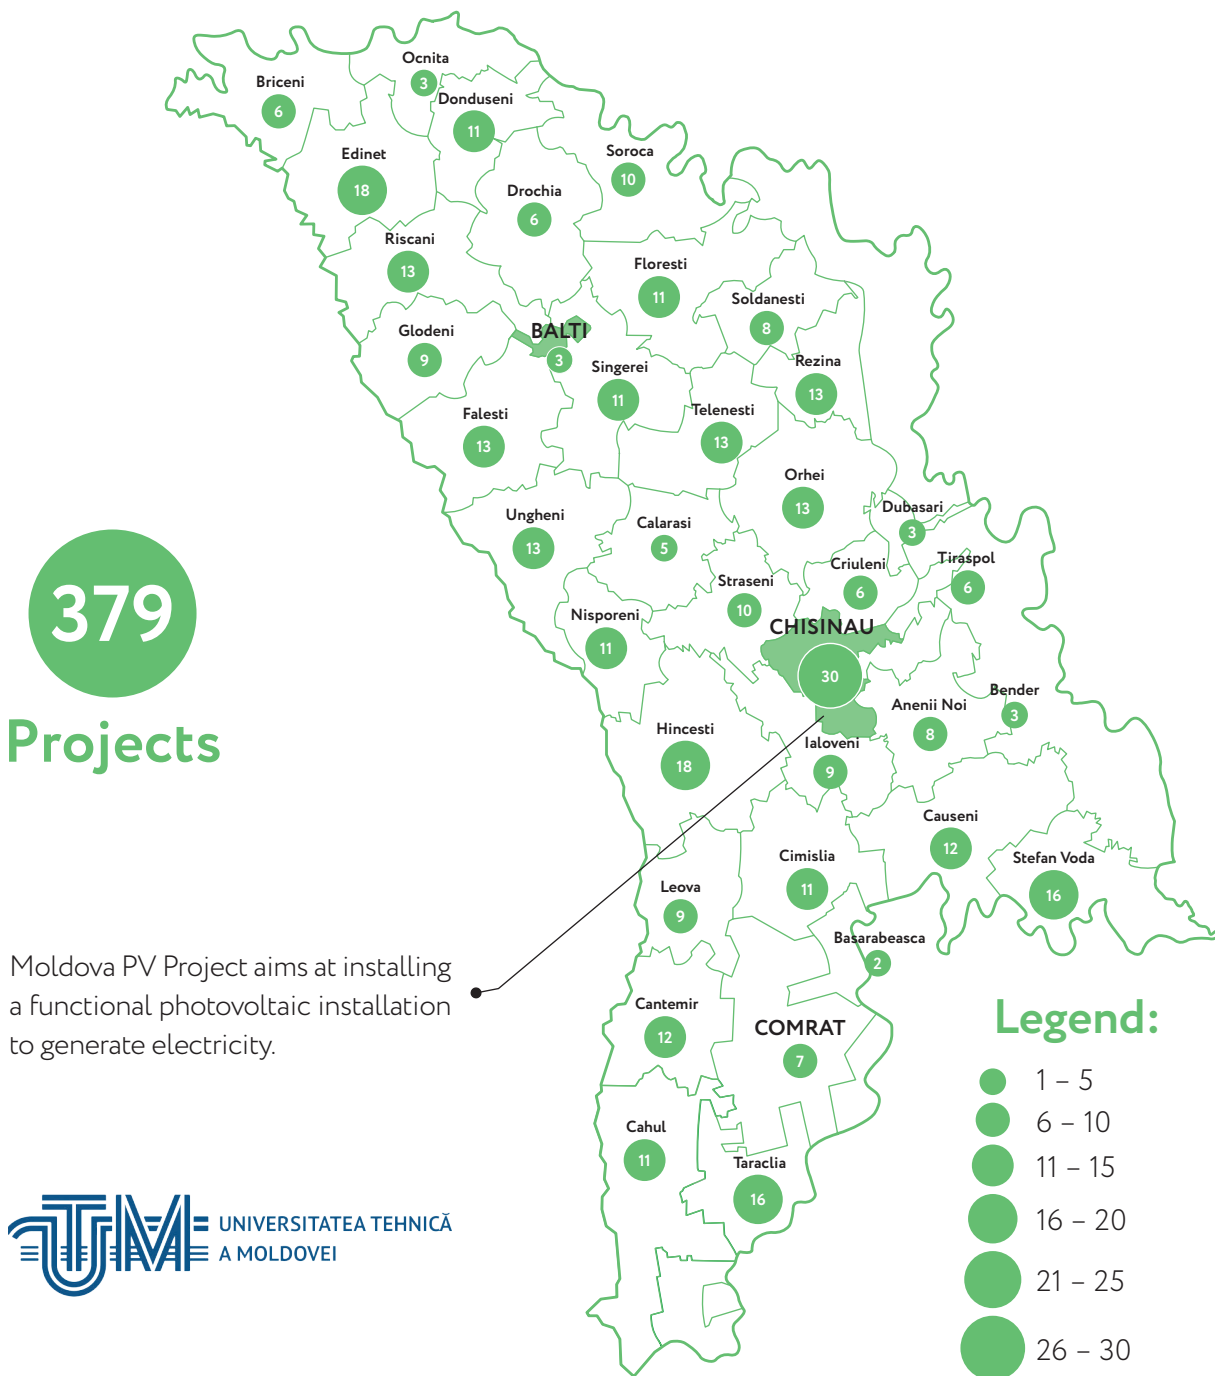 Ocnita
3
Briceni
6
Donduseni
11
Edinet
18
Soroca
10
Drochia
6
Riscani
13
Floresti
11
Soldanesti
8
Glodeni
9
BALTI
3
Singerei
11
Rezina
13
Falesti
13
Telenesti
13
Orhei
13
Ungheni
13
Calarasi
5
Dubasari
3
Criuleni
6
Tiraspol
6
Straseni
10
Nisporeni
11
CHISINAU
30
379
Projects
Hincesti
18
Anenii Noi
8
Bender
3
Ialoveni
9
Causeni
12
Stefan Voda
16
Cimislia
11
Leova
9
Basarabeasca
2
Moldova PV Project aims at installing
a functional photovoltaic installation
to generate electricity.
Cantemir
12
COMRAT
7
Cahul
11
Taraclia
16
Legend:
1 – 5
6 – 10
11 – 15
16 – 20
21 – 25
26 – 30
UTM
UNIVERSITATEA TEHNICĂ
A MOLDOVEI